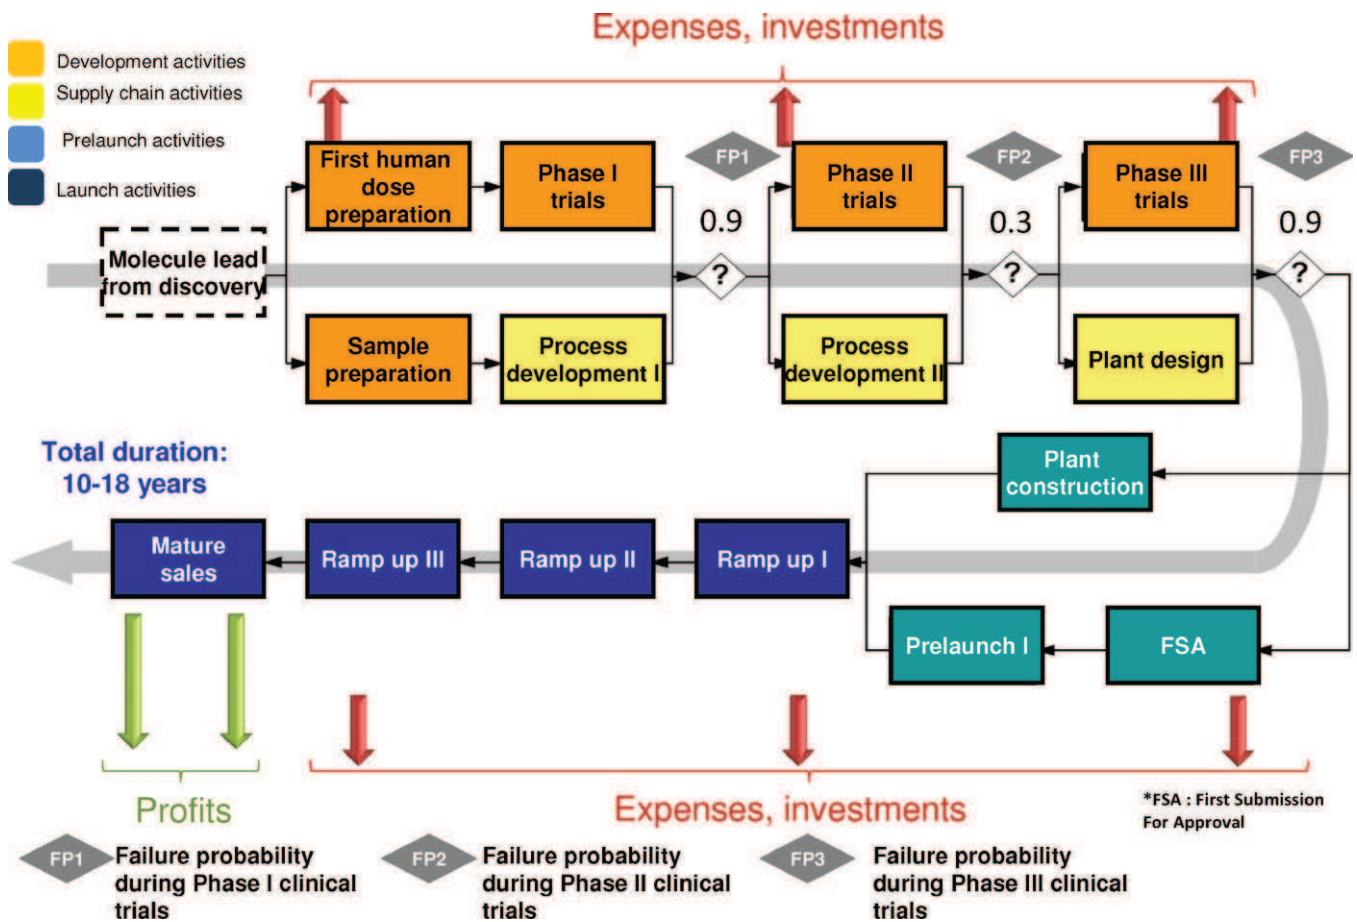 Expenses, investments
Development activities
Supply chain activities
Prelaunch activities
Launch activities
First human
dose
preparation
Phase I
trials
FP1
Phase II
trials
FP2
Phase III
trials
FP3
0.9
0.3
0.9
Molecule lead
from discovery
?
?
?
Sample
preparation
Process
development I
Process
development II
Plant design
Total duration:
10-18 years
Plant
construction
Mature
sales
Ramp up III
Ramp up II
Ramp up I
Prelaunch I
FSA
Profits
Expenses, investments
*FSA : First Submission
For Approval
FP1
Failure probability
during Phase I clinical
trials
FP2
Failure probability
during Phase II clinical
trials
FP3
Failure probability
during Phase III clinical
trials